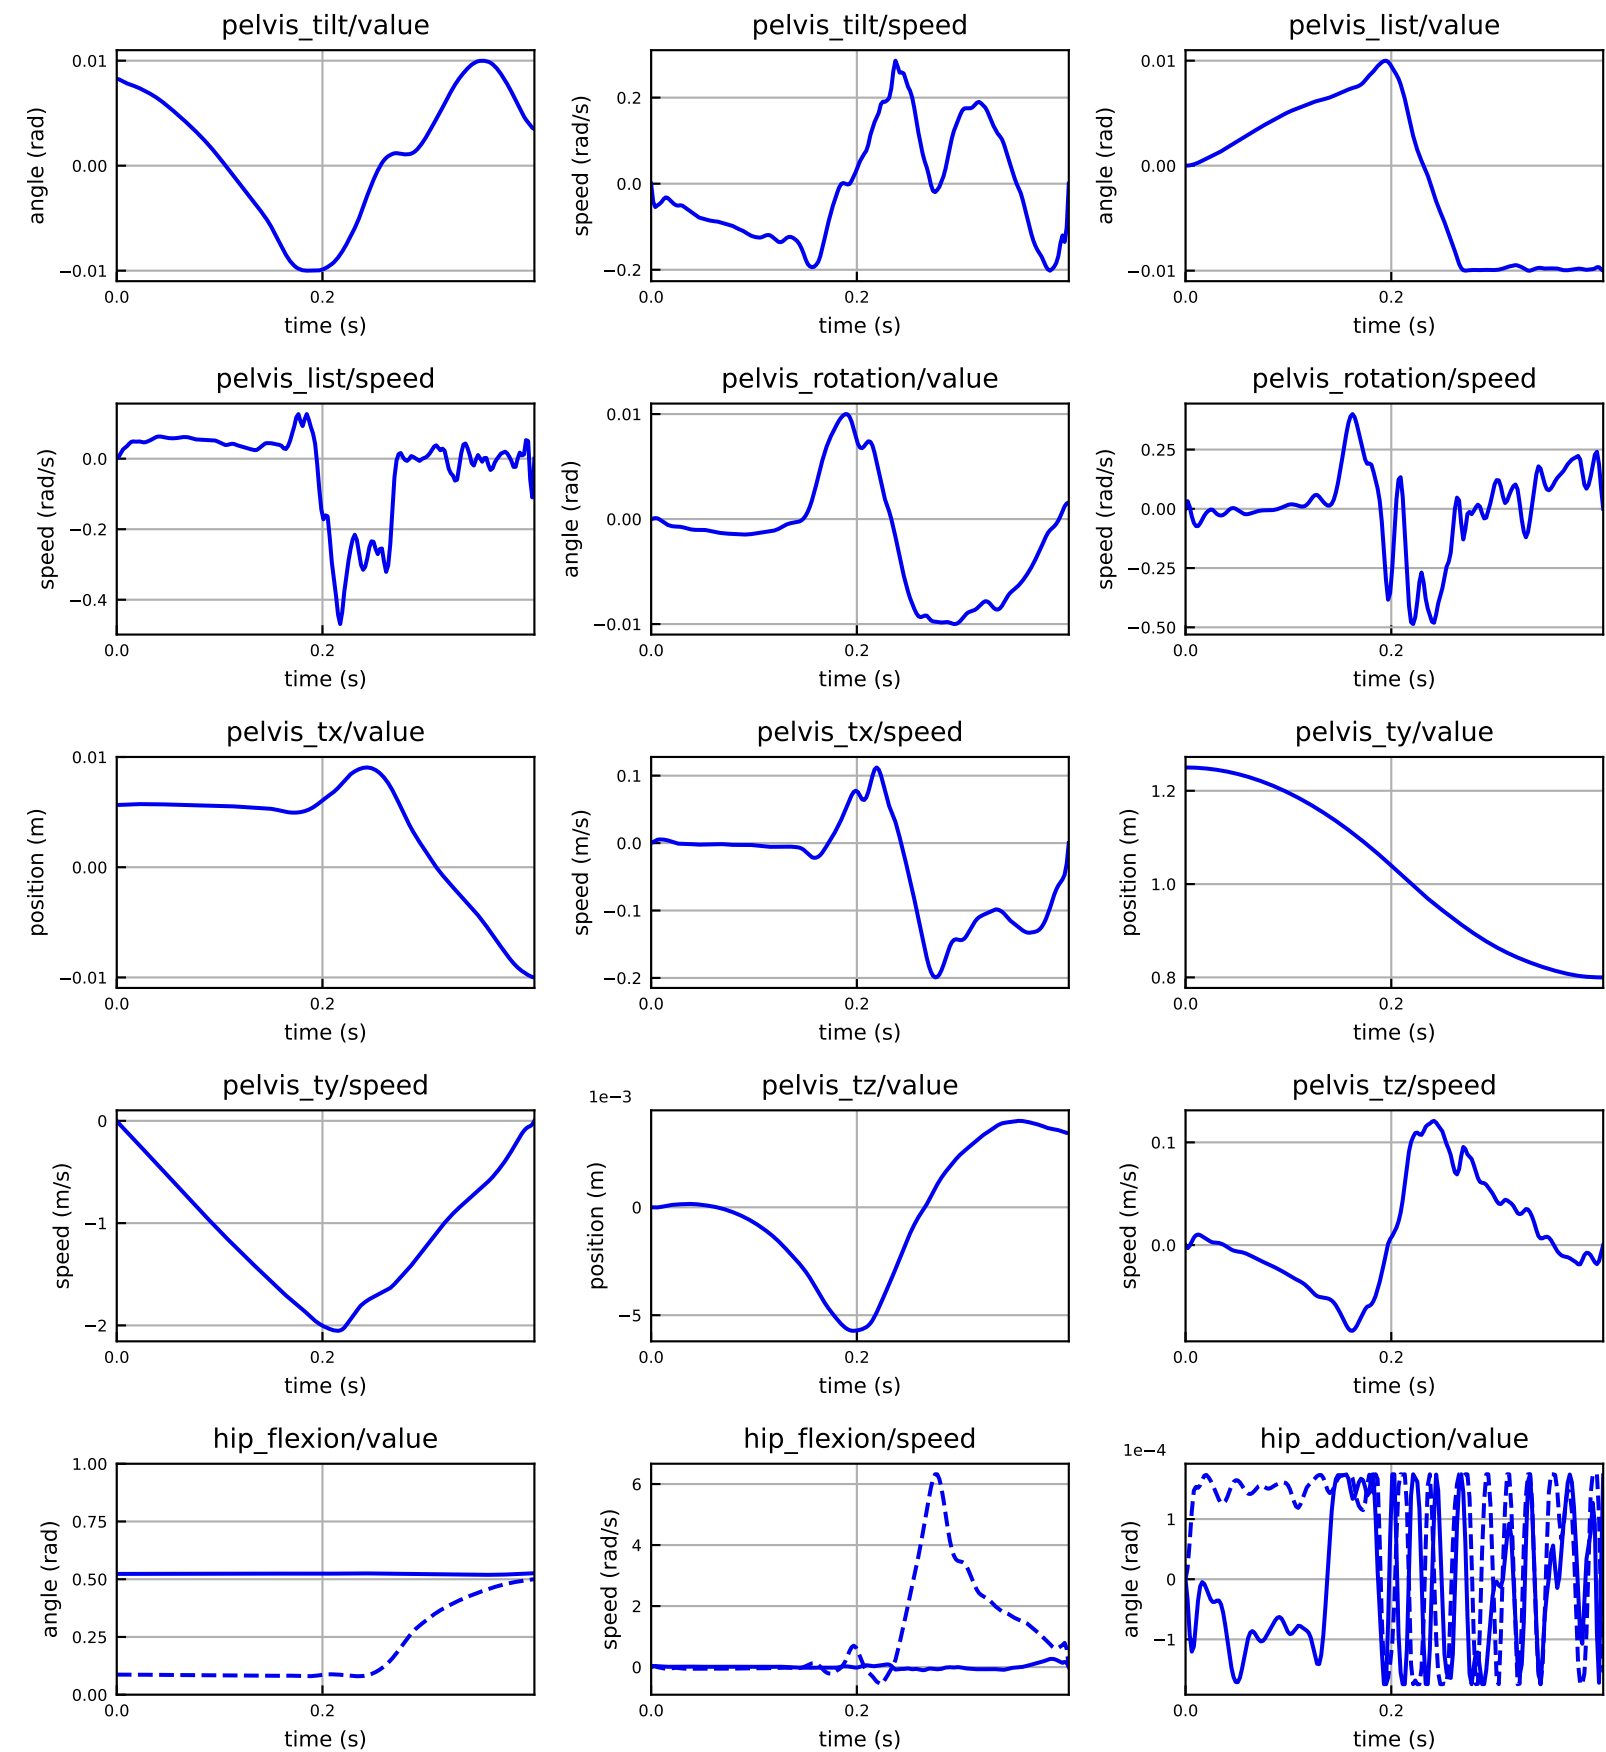 pelvis_tilt/value
pelvis_tilt/speed
pelvis_list/value
angle (rad)
0.01
0.00
−0.01
0.0
0.2
time (s)
speed (rad/s)
0.2
0.0
−0.2
0.0
0.2
time (s)
angle (rad)
0.01
0.00
−0.01
0.0
0.2
time (s)
pelvis_list/speed
pelvis_rotation/value
pelvis_rotation/speed
speed (rad/s)
0.0
−0.2
−0.4
0.0
0.2
time (s)
angle (rad)
0.01
0.00
−0.01
0.0
0.2
time (s)
speed (rad/s)
0.25
0.00
−0.25
−0.50
0.0
0.2
time (s)
pelvis_tx/value
pelvis_tx/speed
pelvis_ty/value
position (m)
0.01
0.00
−0.01
0.0
0.2
time (s)
speed (m/s)
0.1
0.0
−0.1
−0.2
0.0
0.2
time (s)
position (m)
1.2
1.0
0.8
0.0
0.2
time (s)
pelvis_ty/speed
pelvis_tz/value
pelvis_tz/speed
speed (m/s)
0
−1
−2
0.0
0.2
time (s)
1e−3
position (m)
0
−5
0.0
0.2
time (s)
speed (m/s)
0.1
0.0
0.0
0.2
time (s)
hip_flexion/value
hip_flexion/speed
hip_adduction/value
angle (rad)
1.00
0.75
0.50
0.25
0.00
0.0
0.2
time (s)
speed (rad/s)
6
4
2
0
0.0
0.2
time (s)
1e−4
angle (rad)
1
0
−1
0.0
0.2
time (s)